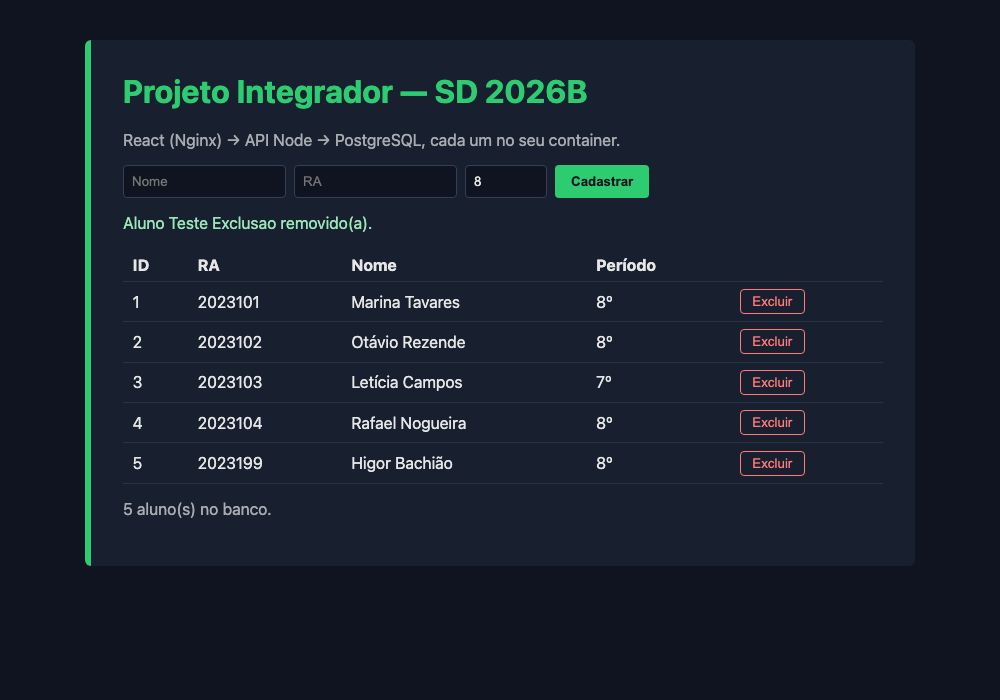 Projeto Integrador — SD 2026B
React (Nginx) → API Node → PostgreSQL, cada um no seu container.
Nome RA 8 Cadastrar
Aluno Teste Exclusao removido(a).
ID RA Nome Período
1 2023101 Marina Tavares 8º Excluir
2 2023102 Otávio Rezende 8º Excluir
3 2023103 Letícia Campos 7º Excluir
4 2023104 Rafael Nogueira 8º Excluir
5 2023199 Higor Bachião 8º Excluir
5 aluno(s) no banco.